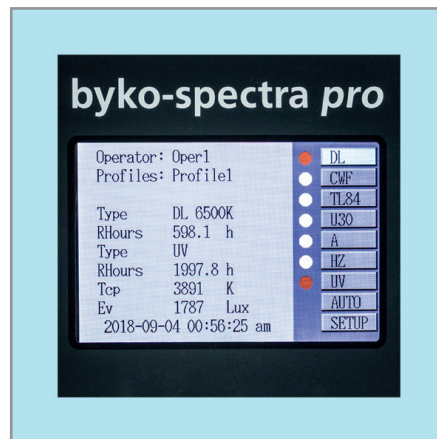 byko-spectra pro
Operator: Oper1
Profiles: Profile1
Type DL 6500K
RHours 598.1 h
Type UV
RHours 1997.8 h
Tcp 3891 K
Ev 1787 Lux
2018-09-04 00:56:25 am
DL
CWF
TL84
U30
A
HZ
UV
AUTO
SETUP